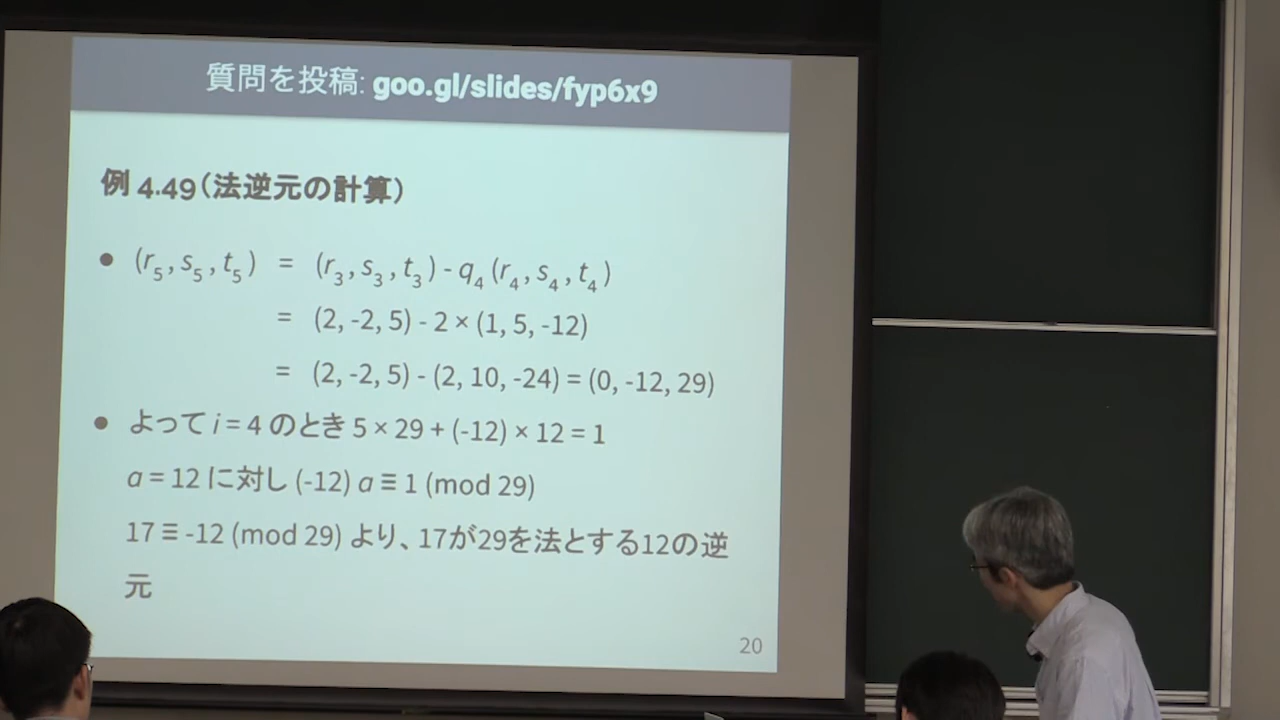 質問を投稿: goo.gl/slides/fyp6x9
例 4.49(法逆元の計算)
● (r₅, s₅, t₅) = (r₃, s₃, t₃) - q₄ (r₄, s₄, t₄)
= (2, -2, 5) - 2 × (1, 5, -12)
= (2, -2, 5) - (2, 10, -24) = (0, -12, 29)
● よって i = 4 のとき 5 × 29 + (-12) × 12 = 1
a = 12 に対し (-12) a ≡ 1 (mod 29)
17 ≡ -12 (mod 29) より、17が29を法とする12の逆
元
20